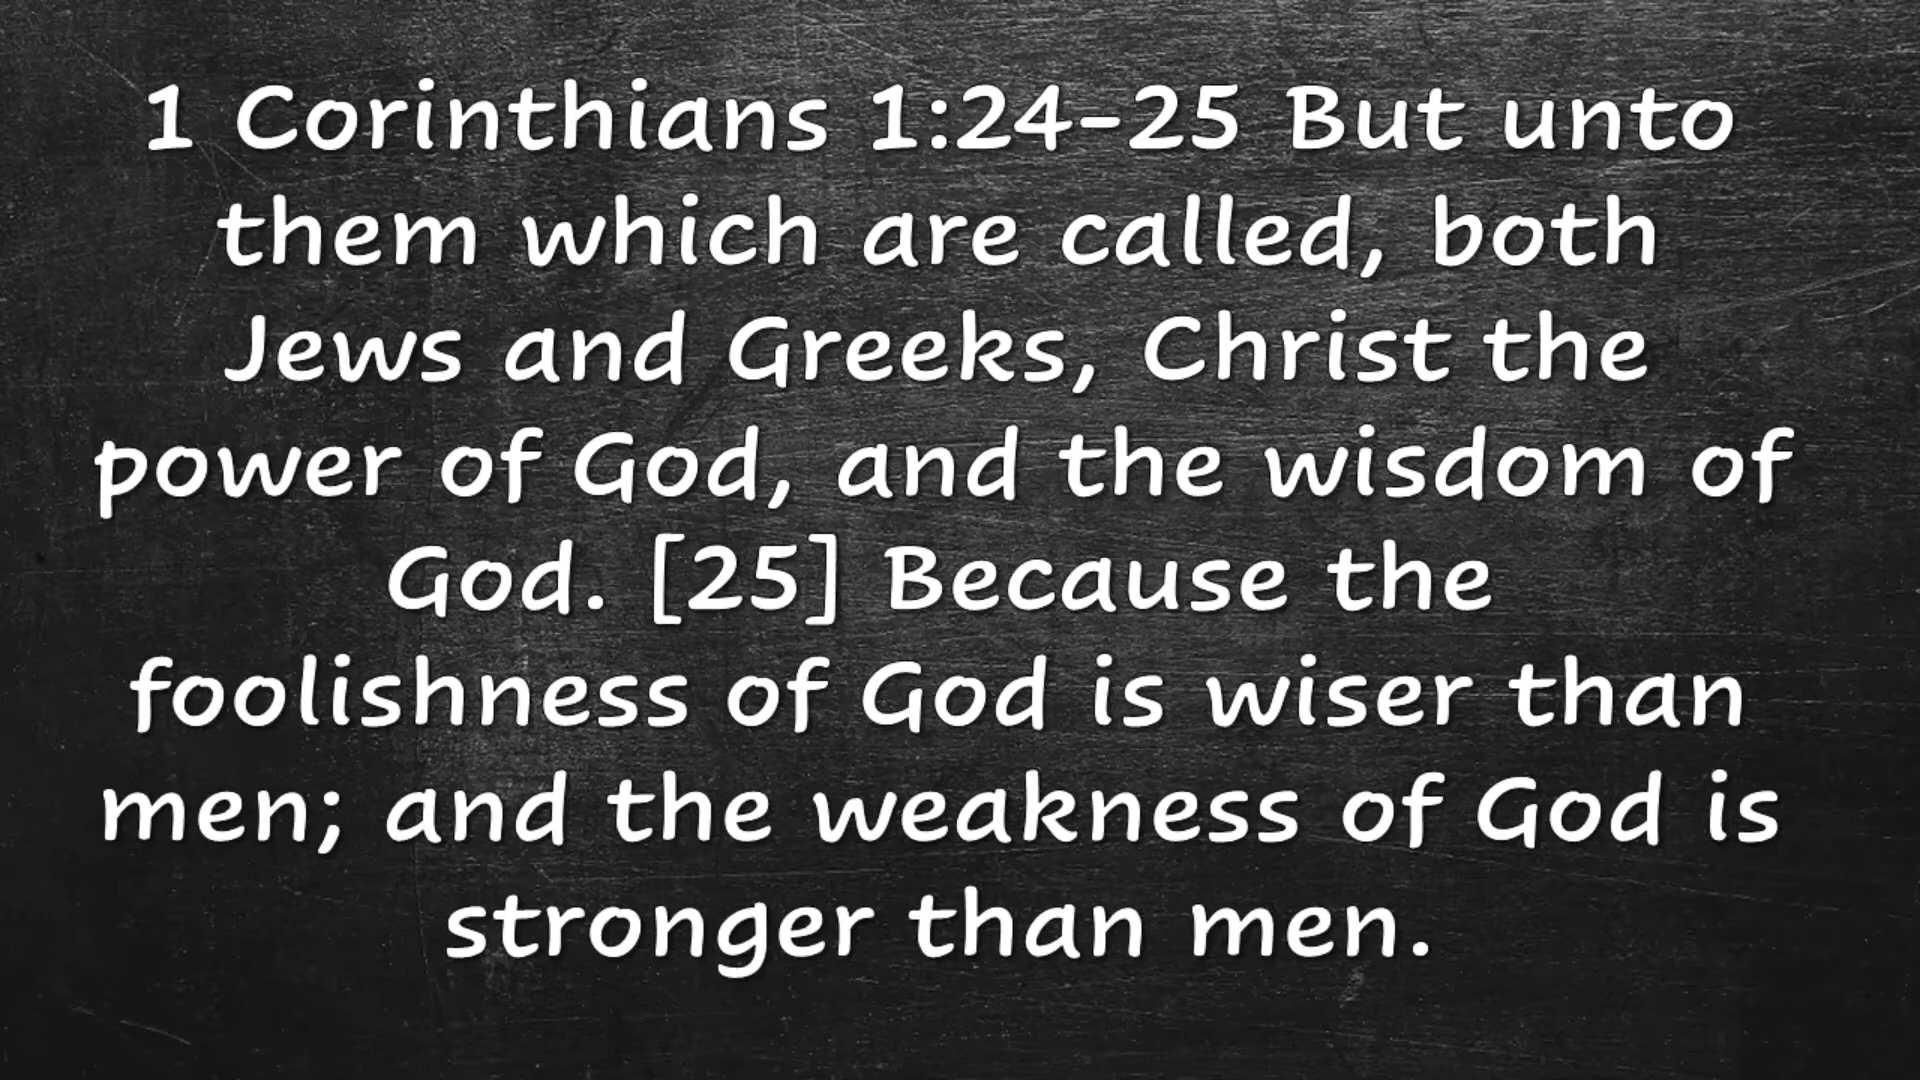 1 Corinthians 1:24-25 But unto
them which are called, both
Jews and Greeks, Christ the
power of God, and the wisdom of
God. [25] Because the
foolishness of God is wiser than
men; and the weakness of God is
stronger than men.